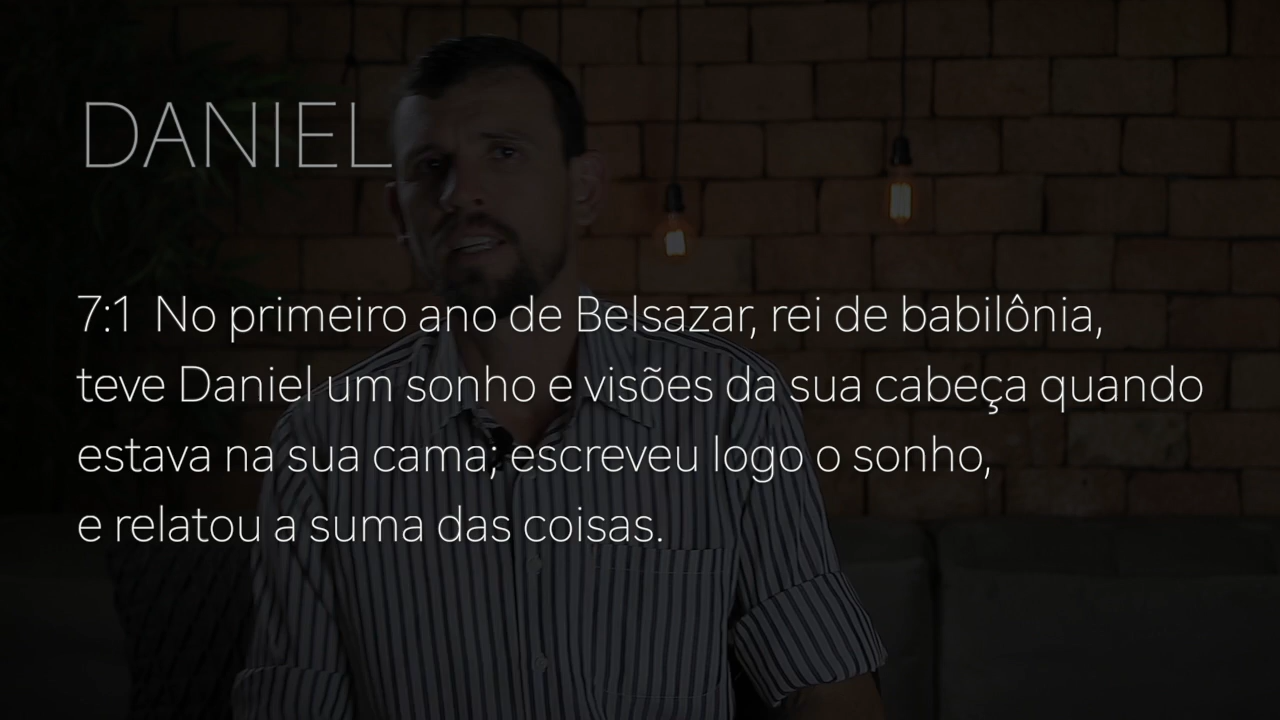 DANIEL
7:1 No primeiro ano de Belsazar, rei de babilônia,
teve Daniel um sonho e visões da sua cabeça quando
estava na sua cama; escreveu logo o sonho,
e relatou a suma das coisas.